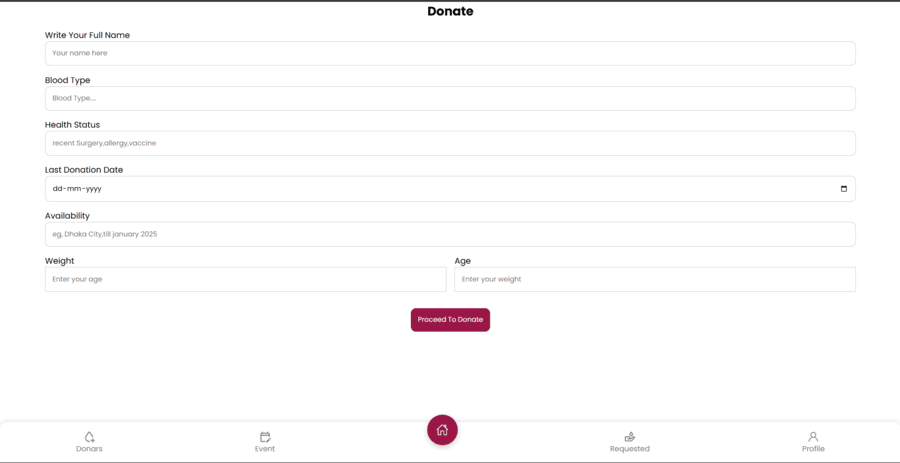 Donate
Write Your Full Name
Your name here
Blood Type
Blood Type....
Health Status
recent Surgery,allergy,vaccine
Last Donation Date
dd-mm-yyyy
Availability
eg, Dhaka City,till january 2025
Weight
Enter your age
Age
Enter your weight
Proceed To Donate
Donars
Event
Requested
Profile